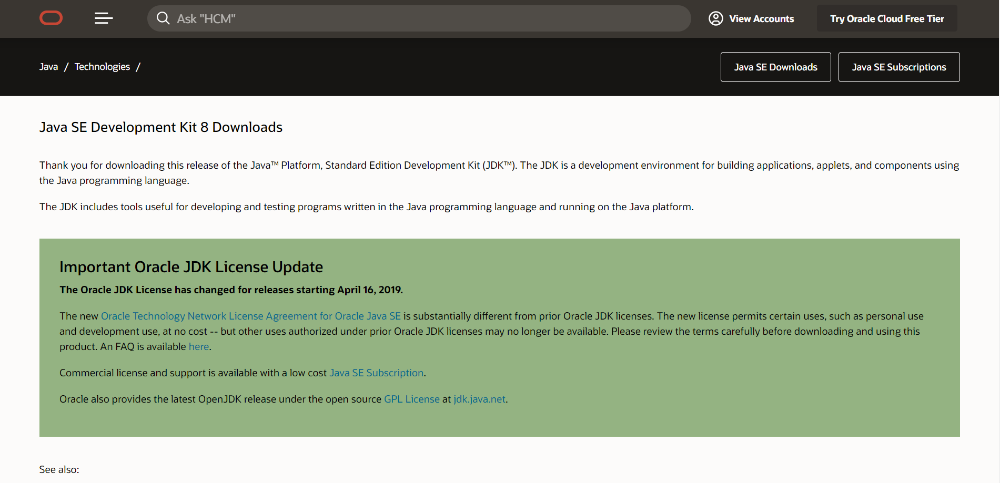 Ask "HCM"
View Accounts
Try Oracle Cloud Free Tier
Java / Technologies /
Java SE Downloads
Java SE Subscriptions
Java SE Development Kit 8 Downloads
Thank you for downloading this release of the Java™ Platform, Standard Edition Development Kit (JDK™). The JDK is a development environment for building applications, applets, and components using
the Java programming language.
The JDK includes tools useful for developing and testing programs written in the Java programming language and running on the Java platform.
Important Oracle JDK License Update
The Oracle JDK License has changed for releases starting April 16, 2019.
The new Oracle Technology Network License Agreement for Oracle Java SE is substantially different from prior Oracle JDK licenses. The new license permits certain uses, such as personal use
and development use, at no cost -- but other uses authorized under prior Oracle JDK licenses may no longer be available. Please review the terms carefully before downloading and using this
product. An FAQ is available here.
Commercial license and support is available with a low cost Java SE Subscription.
Oracle also provides the latest OpenJDK release under the open source GPL License at jdk.java.net.
See also: